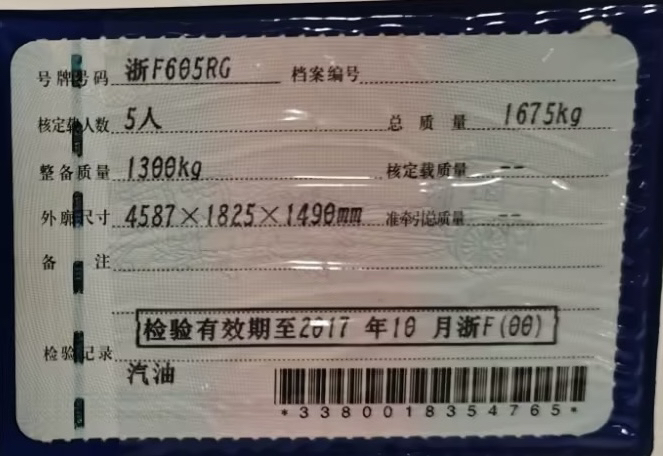 号牌号码 浙F605RG 档案编号
核定载人数 5人 总质量 1675kg
整备质量 1300kg 核定载质量 --
外廓尺寸 4587×1825×1490mm 准牵引总质量 --
备注
检验有效期至2017 年10 月浙F(00)
检验记录
汽油
*3380018354765*